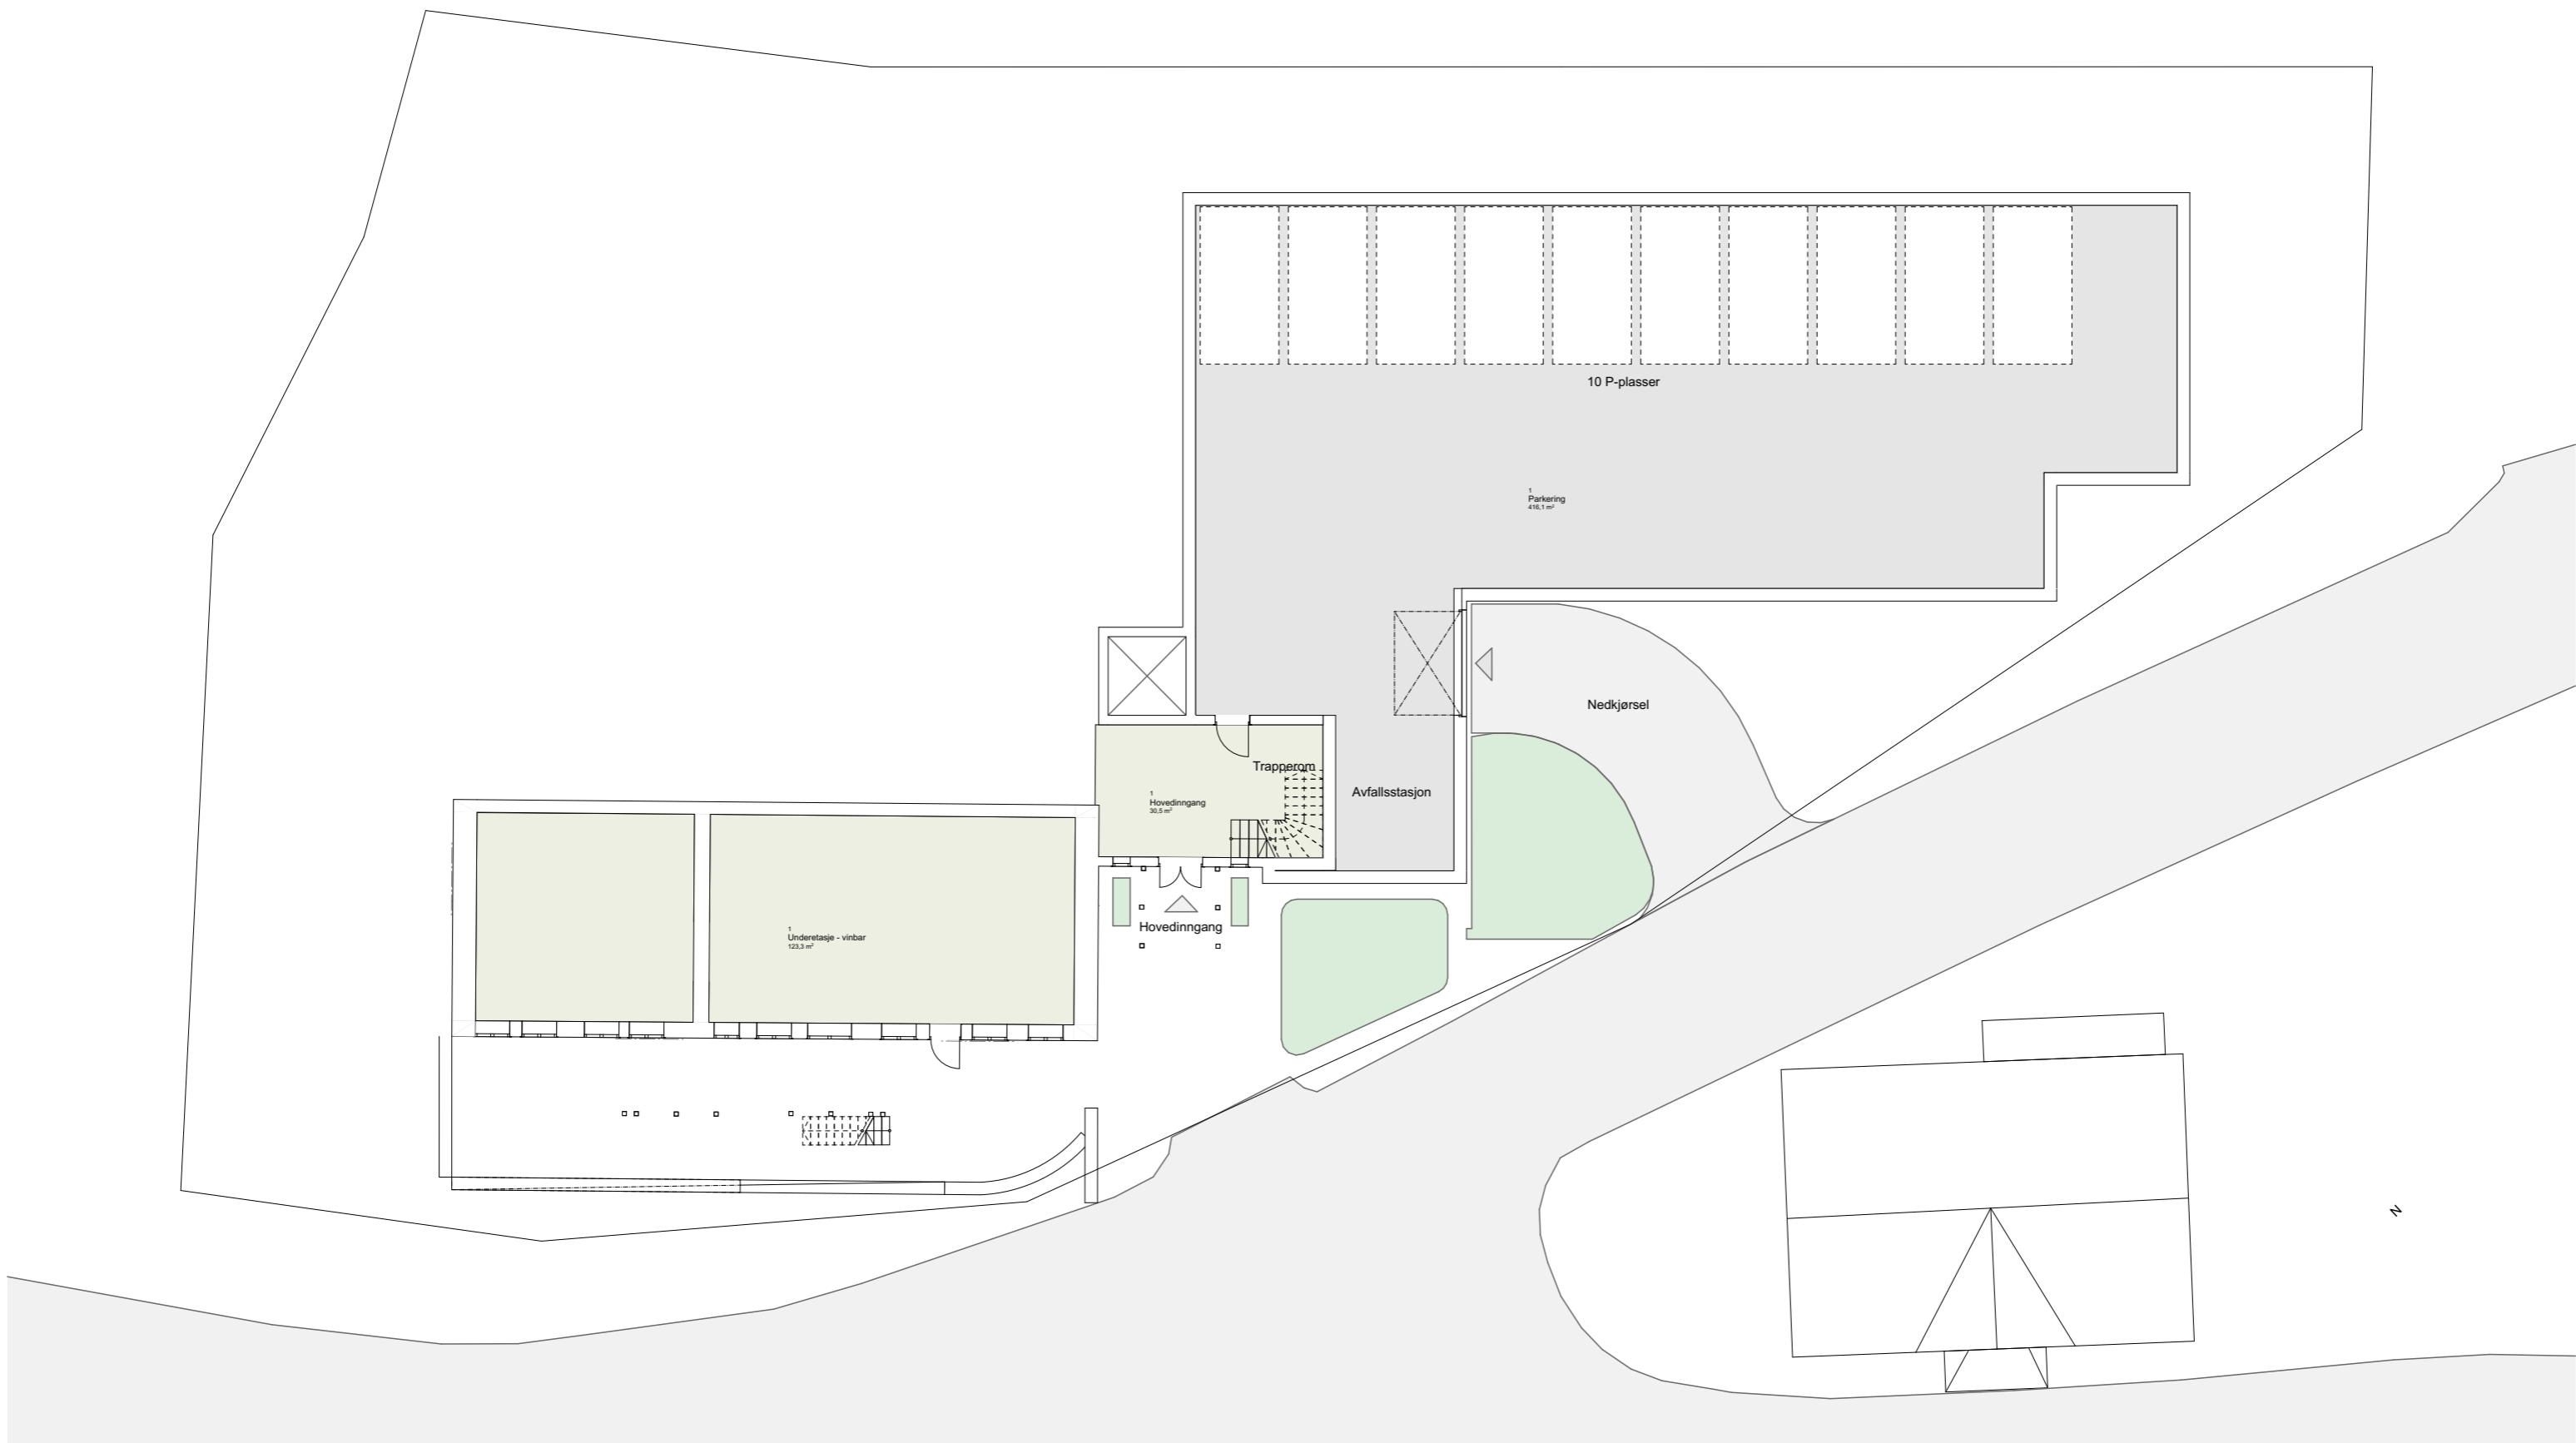 10 P-plasser
1
Parkering
416,1 m²
Nedkjørsel
Trapperom
Avfallsstasjon
1
Hovedinngang
30,5 m²
Hovedinngang
1
Underetasje - vinbar
123,3 m²
N